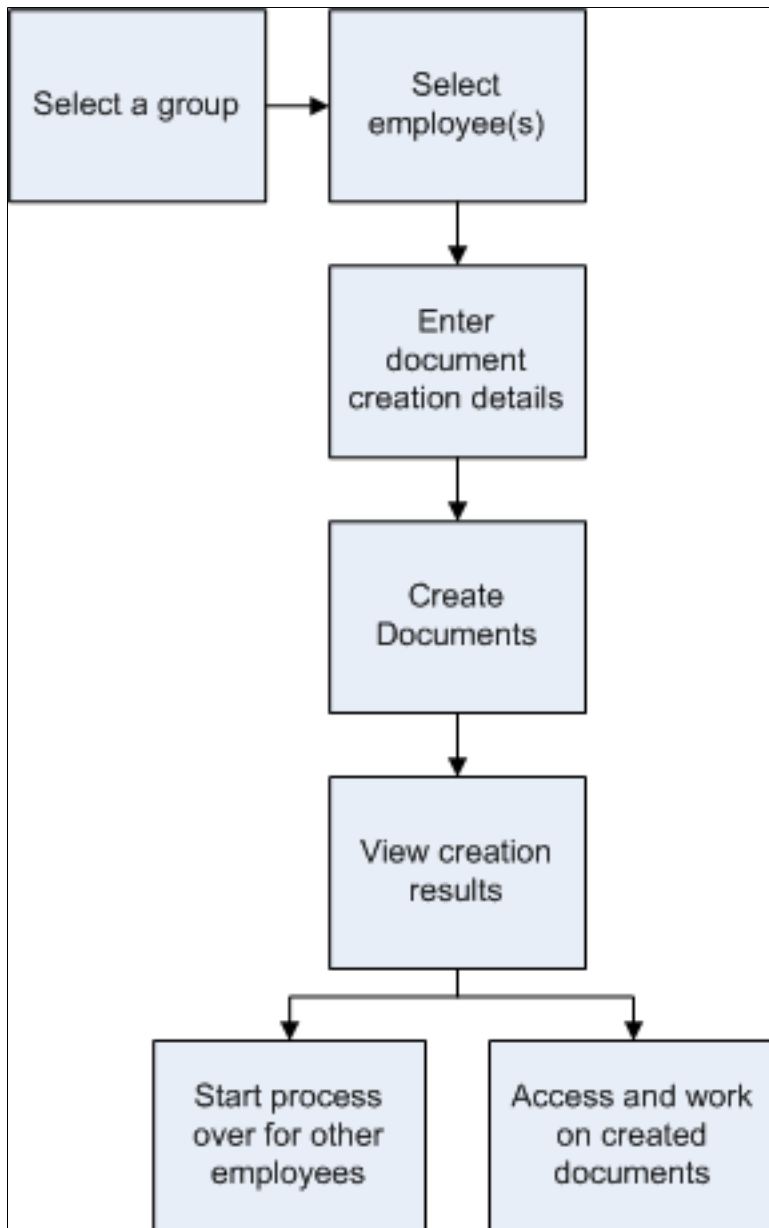 Select a group
Select
employee(s)
Enter
document
creation details
Create
Documents
View creation
results
Start process
over for other
employees
Access and work
on created
documents